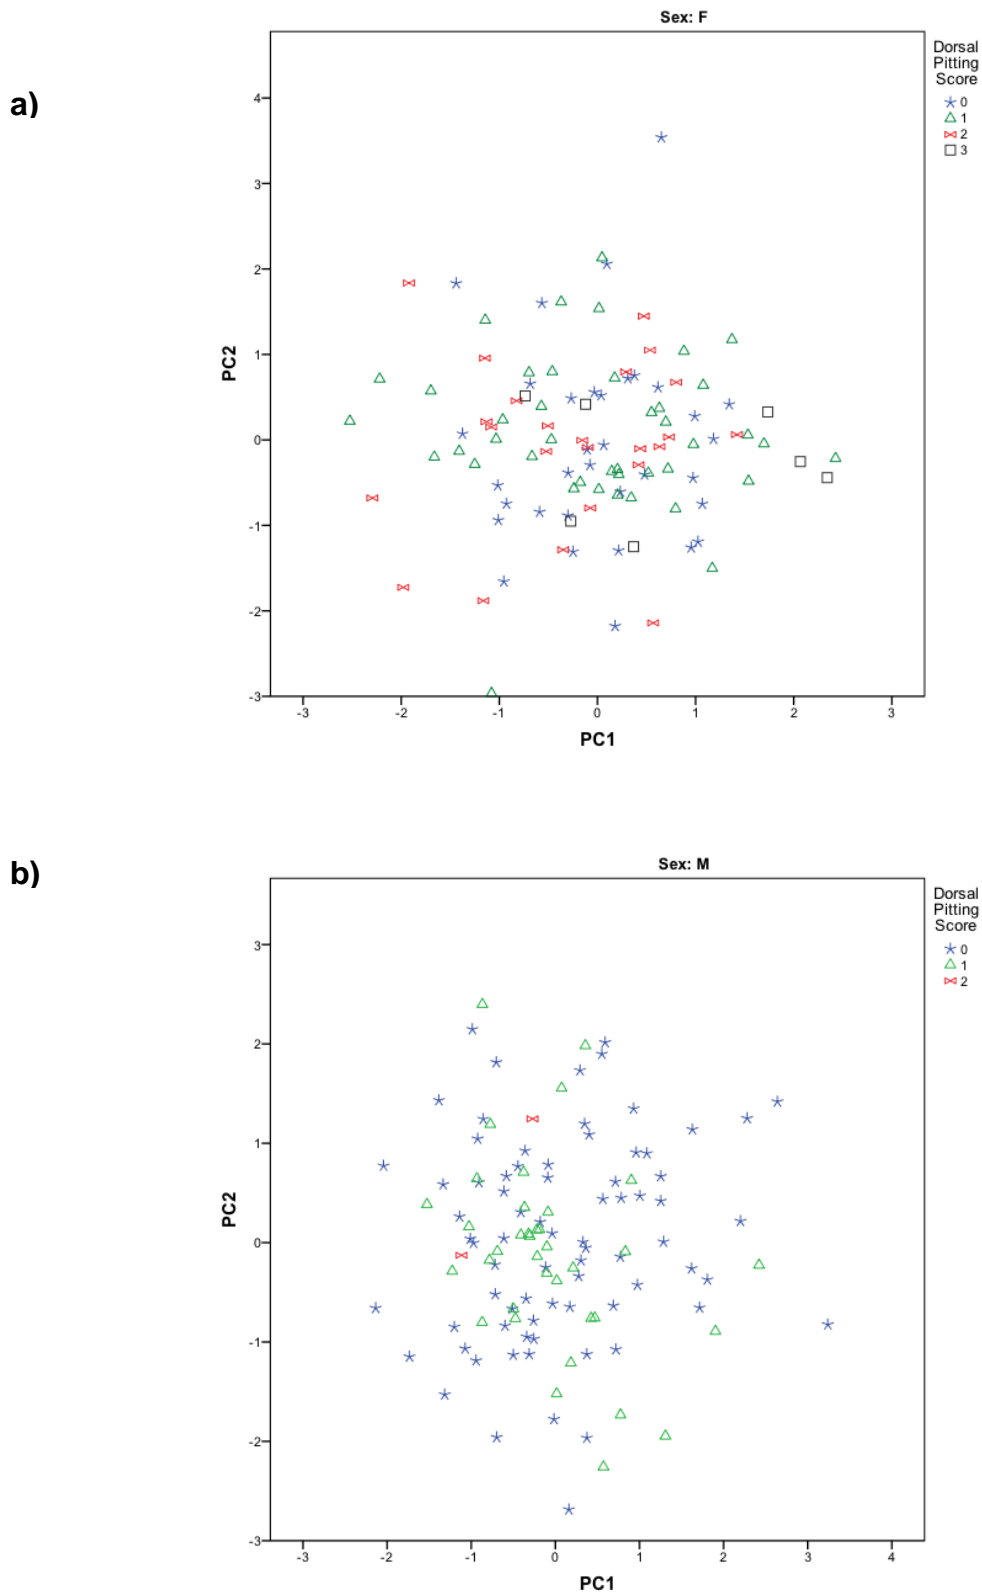 Sex: F
a)
Dorsal
Pitting
Score
0
1
2
3
4
3
2
1
0
-1
-2
-3
PC2
-3 -2 -1 0 1 2 3
PC1
Sex: M
b)
Dorsal
Pitting
Score
0
1
2
3
2
1
0
-1
-2
-3
PC2
-3 -2 -1 0 1 2 3 4
PC1